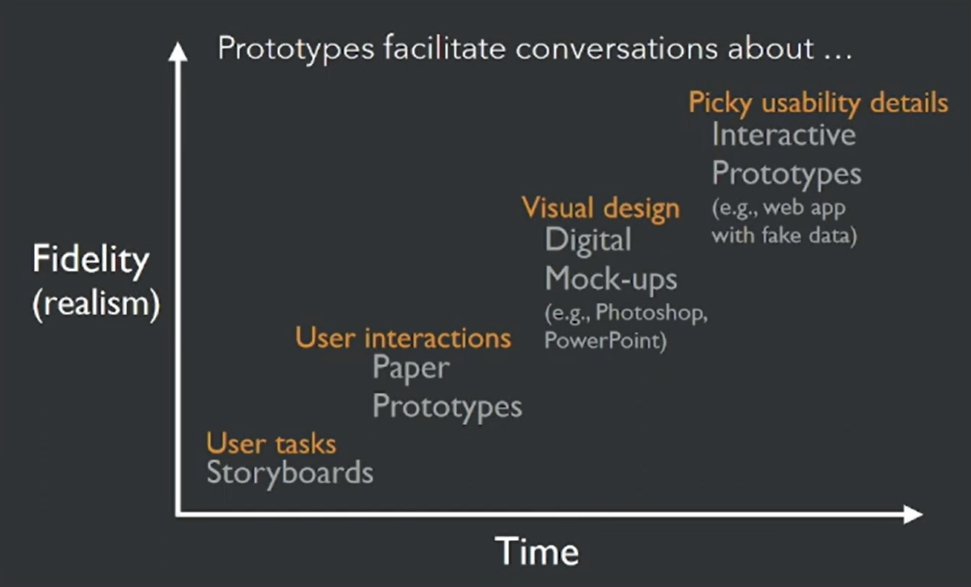 Prototypes facilitate conversations about ...
Picky usability details
Interactive
Prototypes
(e.g., web app
with fake data)
Visual design
Digital
Mock-ups
(e.g., Photoshop,
PowerPoint)
Fidelity
(realism)
User interactions
Paper
Prototypes
User tasks
Storyboards
Time